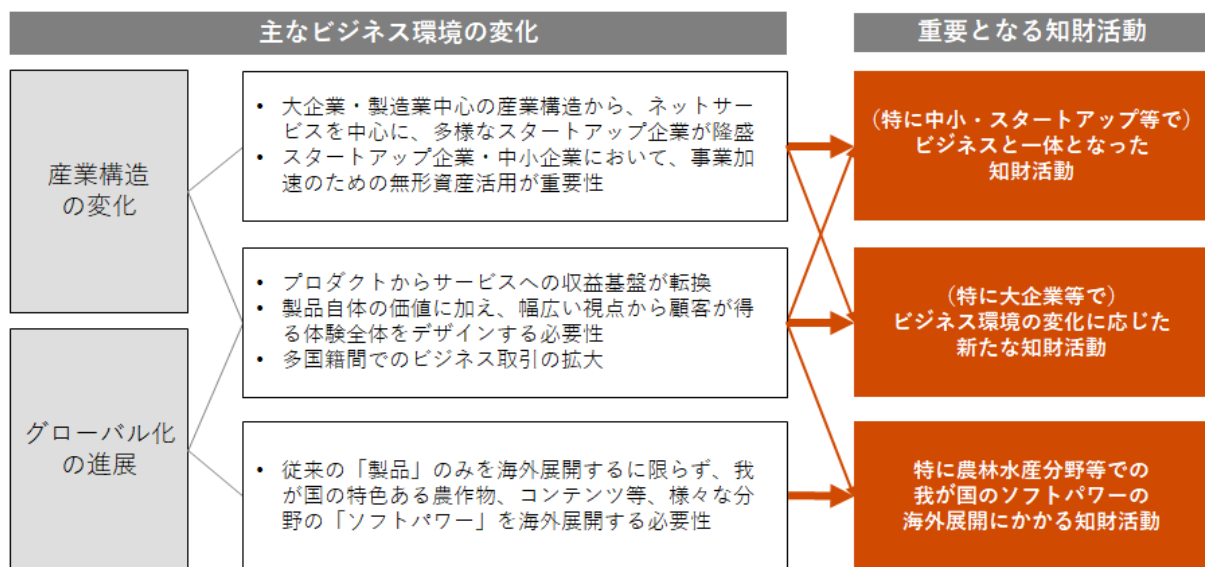 主なビジネス環境の変化
重要となる知財活動
産業構造
の変化
• 大企業・製造業中心の産業構造から、ネットサー
ビスを中心に、多様なスタートアップ企業が隆盛
• スタートアップ企業・中小企業において、事業加
速のための無形資産活用が重要性
(特に中小・スタートアップ等で)
ビジネスと一体となった
知財活動
• プロダクトからサービスへの収益基盤が転換
• 製品自体の価値に加え、幅広い視点から顧客が得
る体験全体をデザインする必要性
• 多国籍間でのビジネス取引の拡大
(特に大企業等で)
ビジネス環境の変化に応じた
新たな知財活動
グローバル化
の進展
• 従来の「製品」のみを海外展開するに限らず、我
が国の特色ある農作物、コンテンツ等、様々な分
野の「ソフトパワー」を海外展開する必要性
特に農林水産分野等での
我が国のソフトパワーの
海外展開にかかる知財活動